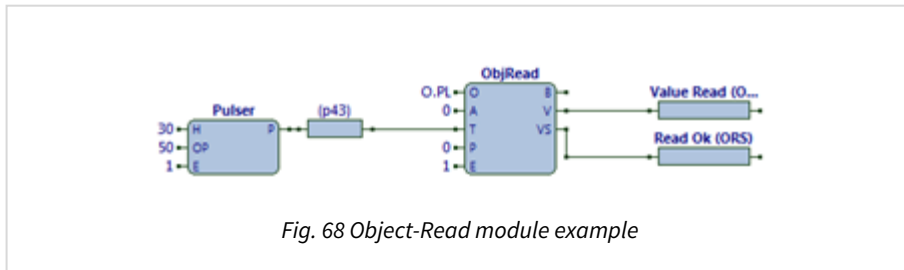 ObjRead
O.PL O B Value Read (O...
Pulser (p43) 0 A V
30 H P T VS Read Ok (ORS)
50 OP 0 P
1 E 1 E
Fig. 68 Object-Read module example